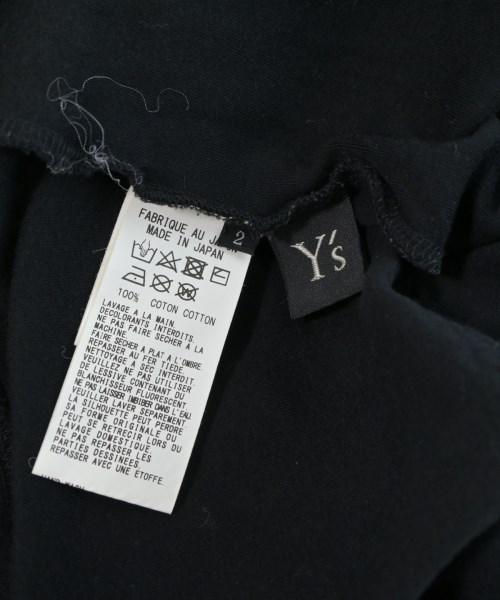 FABRIQUE AU JAPON
MADE IN JAPAN
2
Y's
100% COTON COTTON
LAVAGE A LA MAIN.
DECOLORANTS INTERDITS.
NE PAS FAIRE SECHER A LA
MACHINE.
FAIRE SECHER A PLAT A L'OMBRE.
REPASSER AU FER TIEDE.
NETTOYAGE A SEC INTERDIT.
VEUILLEZ NE PAS UTILISER
DE LESSIVE CONTENANT DU
BLANCHISSEUR FLUORESCENT.
NE PAS LAISSER IMBIBER DANS L'EAU.
VEUILLER LAVER SEPAREMENT
LA SILHOUETTE PEUT PERDRE
SA FORME ORIGINALE OU
PEUT SE RETRECIR LORS DU
LAVAGE DOMESTIQUE.
NE PAS REPASSER LES
PARTIES DESSINEES.
REPASSER AVEC UNE ETOFFE.